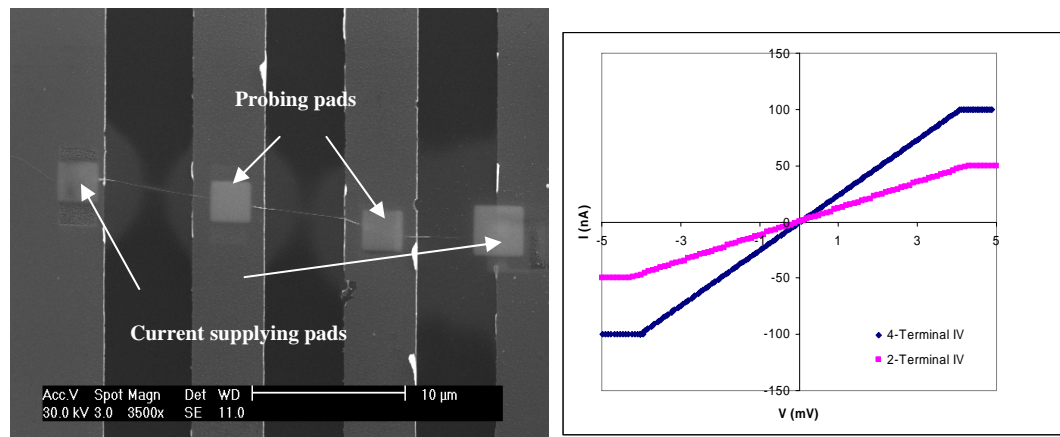 Probing pads
Current supplying pads
Acc.V Spot Magn Det WD
30.0 kV 3.0 3500x SE 11.0
10 µm
150
100
50
0
-50
-100
-150
-5 -3 -1 1 3 5
I (nA)
V (mV)
4-Terminal IV
2-Terminal IV